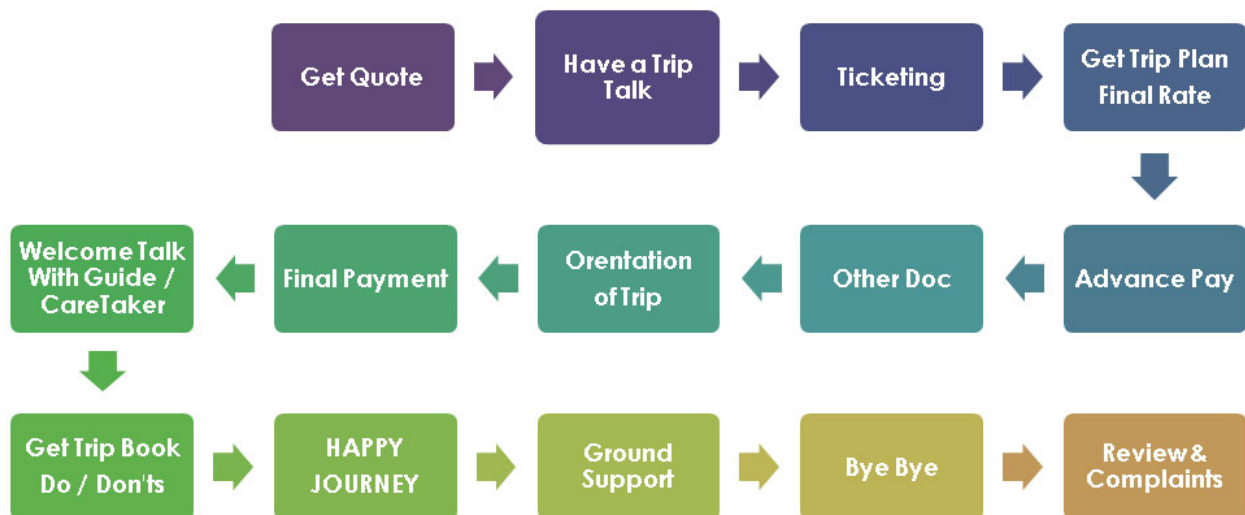 Get Quote
Have a Trip
Talk
Ticketing
Get Trip Plan
Final Rate
Advance Pay
Other Doc
Orentation
of Trip
Final Payment
Welcome Talk
With Guide /
CareTaker
Get Trip Book
Do / Don'ts
HAPPY
JOURNEY
Ground
Support
Bye Bye
Review &
Complaints